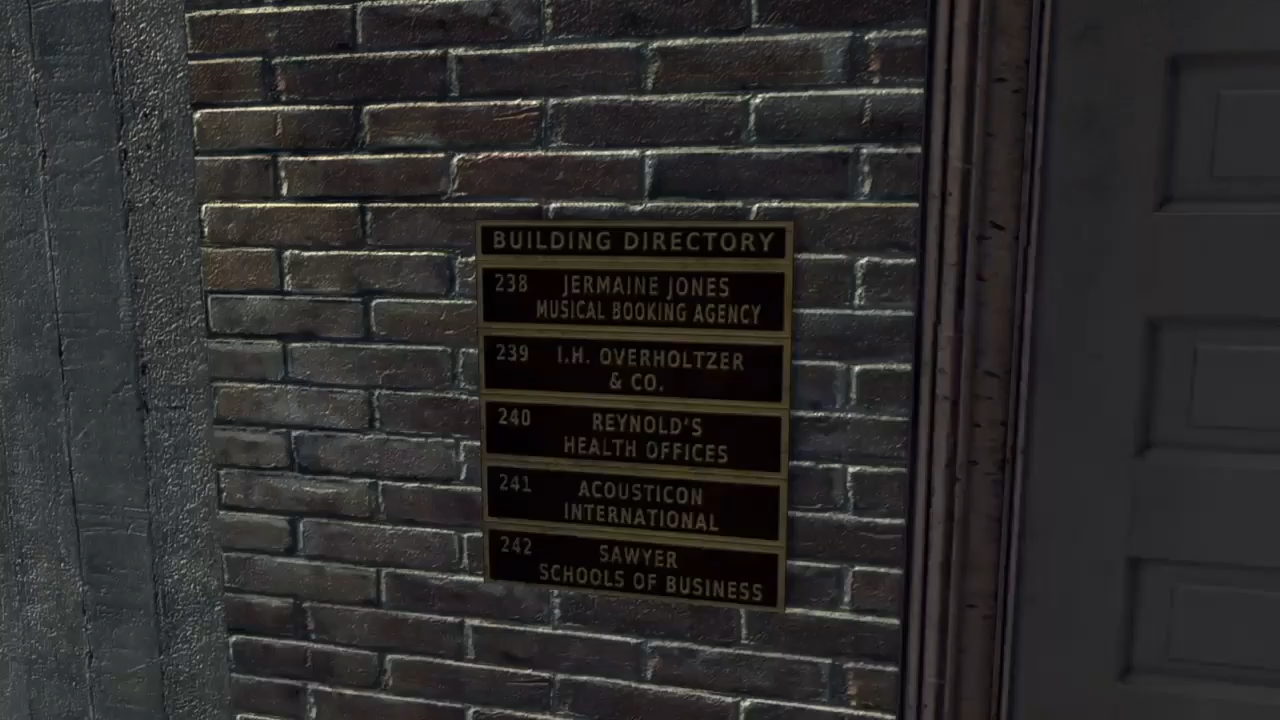 BUILDING DIRECTORY
238 JERMAINE JONES
MUSICAL BOOKING AGENCY
239 I.H. OVERHOLTZER
& CO.
240 REYNOLD'S
HEALTH OFFICES
241 ACOUSTICON
INTERNATIONAL
242 SAWYER
SCHOOLS OF BUSINESS